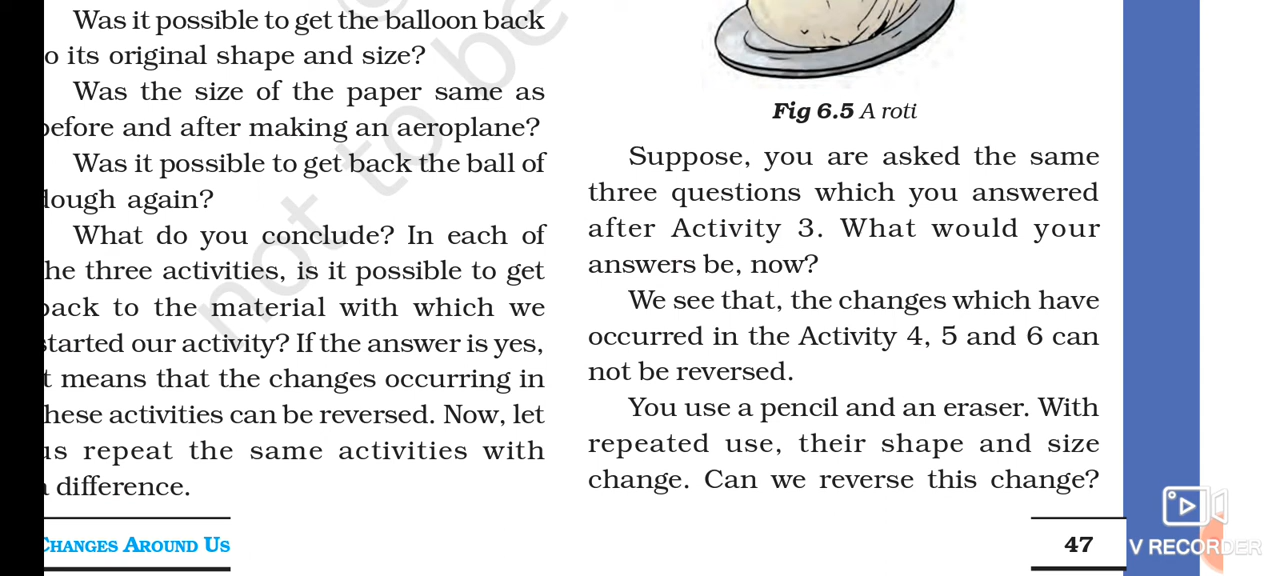 Was it possible to get the balloon back
o its original shape and size?
Was the size of the paper same as
before and after making an aeroplane?
Was it possible to get back the ball of
dough again?
What do you conclude? In each of
he three activities, is it possible to get
back to the material with which we
started our activity? If the answer is yes,
t means that the changes occurring in
hese activities can be reversed. Now, let
us repeat the same activities with
a difference.
CHANGES AROUND US
Fig 6.5 A roti
Suppose, you are asked the same
three questions which you answered
after Activity 3. What would your
answers be, now?
We see that, the changes which have
occurred in the Activity 4, 5 and 6 can
not be reversed.
You use a pencil and an eraser. With
repeated use, their shape and size
change. Can we reverse this change?
47
V RECORDER
not to be